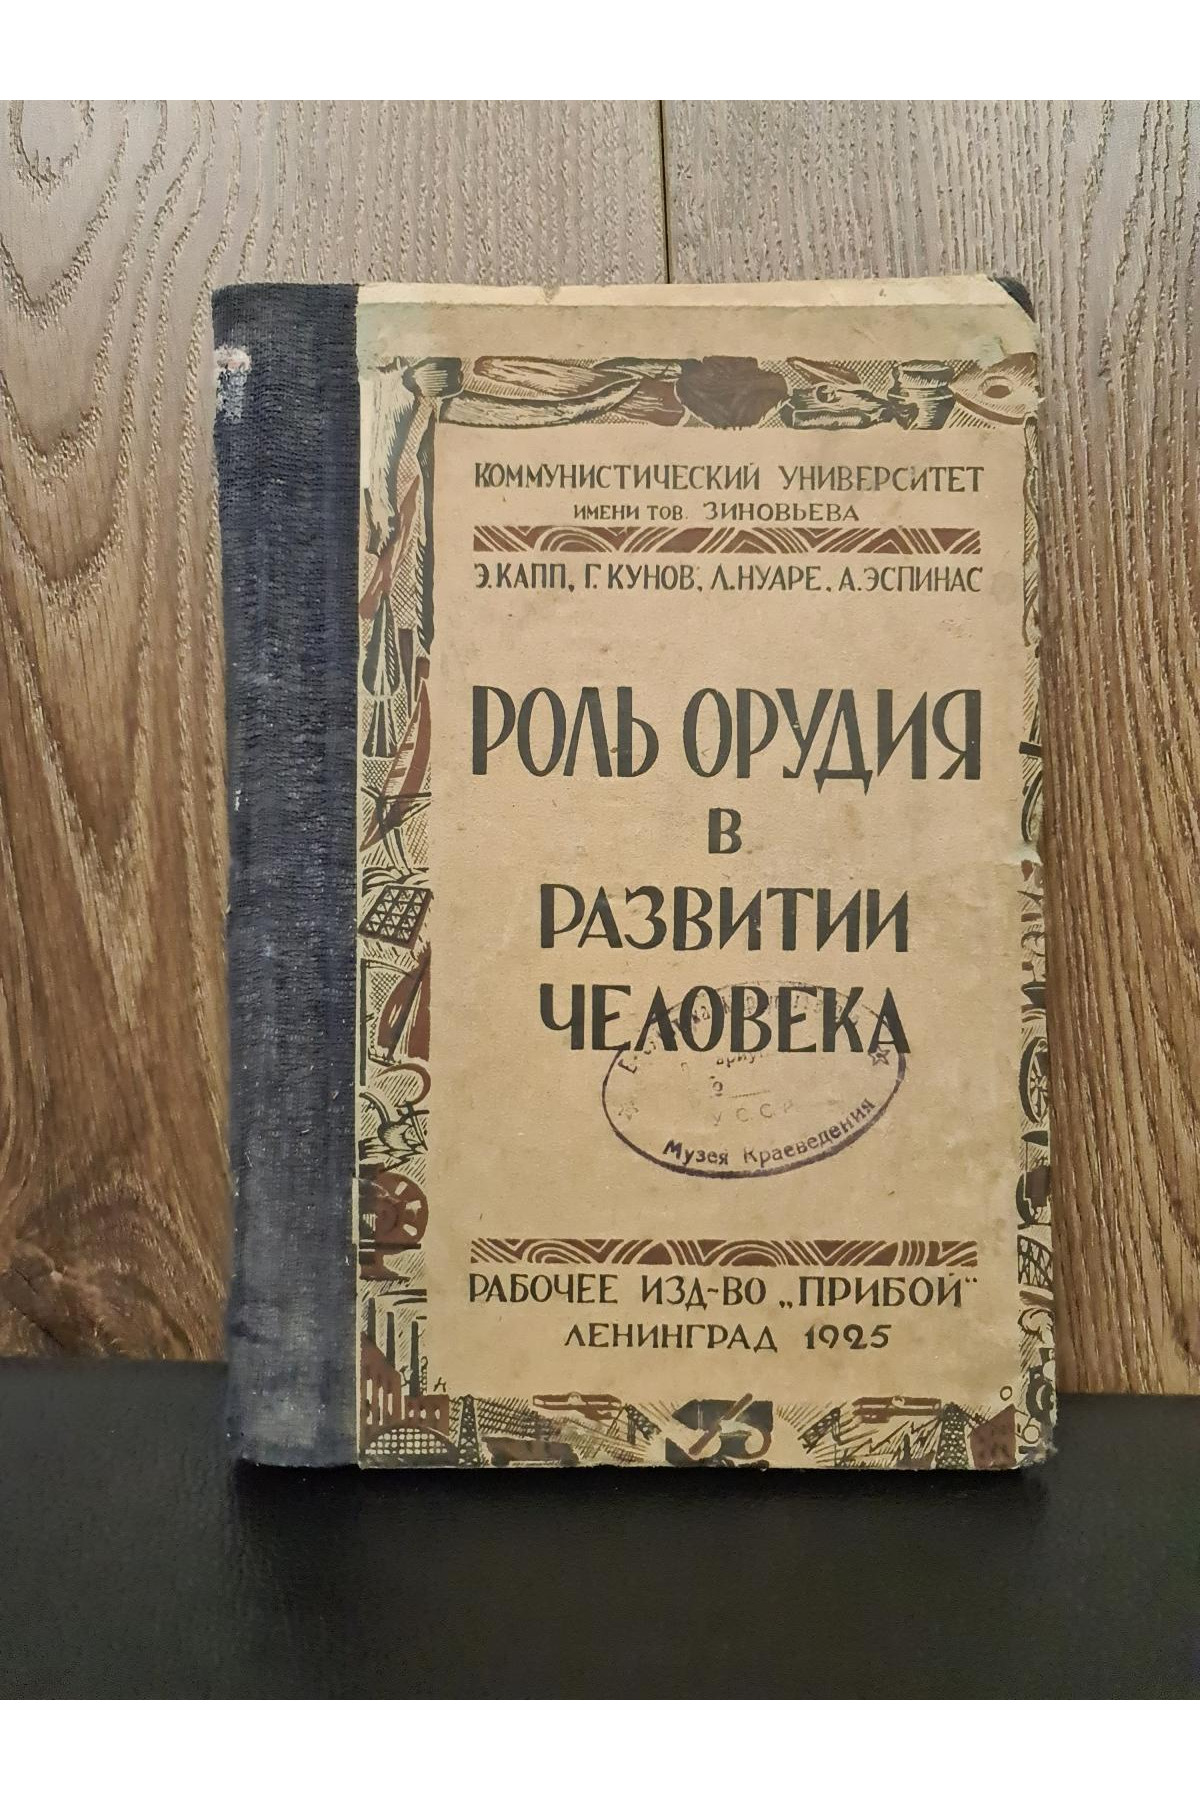 КОММУНИСТИЧЕСКИЙ УНИВЕРСИТЕТ
ИМЕНИ ТОВ. ЗИНОВЬЕВА
Э. КАПП, Г. КУНОВ, Л. НУАРЕ, А. ЭСПИНАС
РОЛЬ ОРУДИЯ
В
РАЗВИТИИ
ЧЕЛОВЕКА
УССР
Музея Краеведения
РАБОЧЕЕ ИЗД-ВО „ПРИБОЙ“
ЛЕНИНГРАД 1925